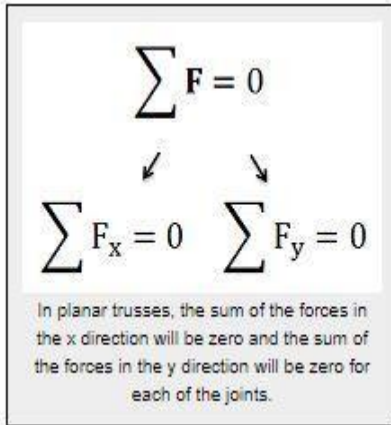 ∑ F = 0
↙ ↘
∑ Fₓ = 0 ∑ Fᵧ = 0
In planar trusses, the sum of the forces in
the x direction will be zero and the sum of
the forces in the y direction will be zero for
each of the joints.